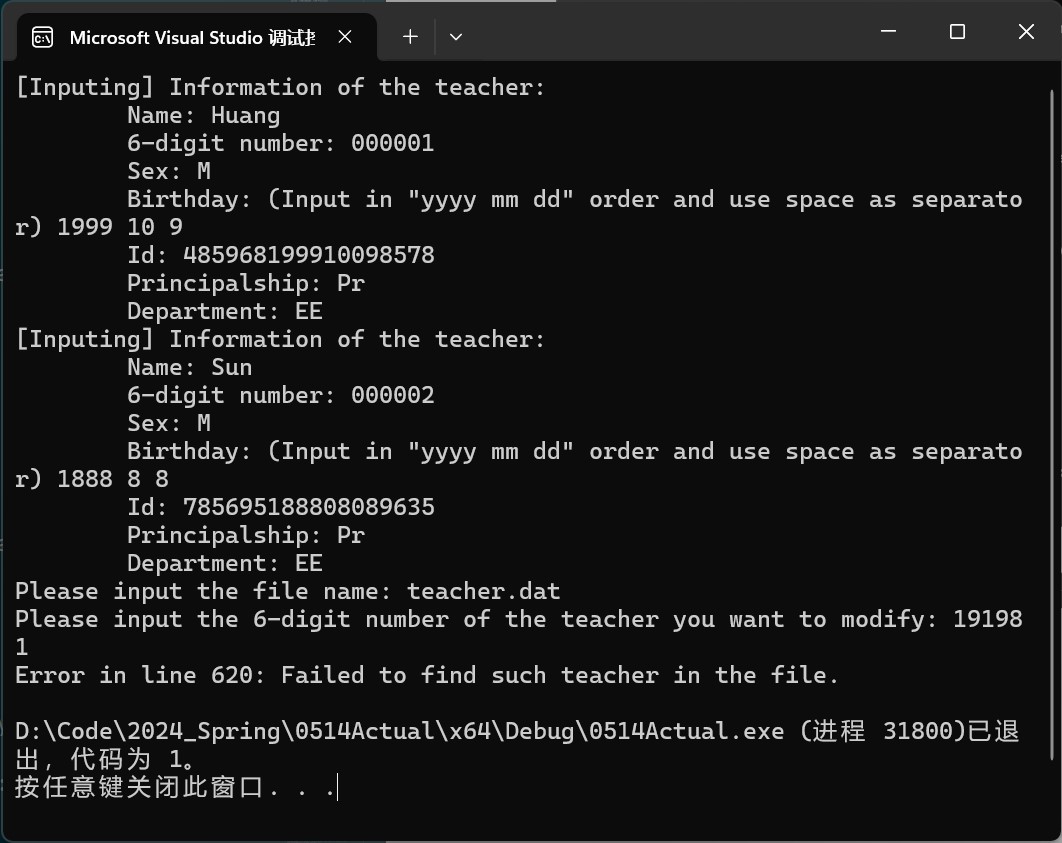 Microsoft Visual Studio 调试
[Inputing] Information of the teacher:
Name: Huang
6-digit number: 000001
Sex: M
Birthday: (Input in "yyyy mm dd" order and use space as separato
r) 1999 10 9
Id: 485968199910098578
Principalship: Pr
Department: EE
[Inputing] Information of the teacher:
Name: Sun
6-digit number: 000002
Sex: M
Birthday: (Input in "yyyy mm dd" order and use space as separato
r) 1888 8 8
Id: 785695188808089635
Principalship: Pr
Department: EE
Please input the file name: teacher.dat
Please input the 6-digit number of the teacher you want to modify: 19198
1
Error in line 620: Failed to find such teacher in the file.
D:\Code\2024_Spring\0514Actual\x64\Debug\0514Actual.exe (进程 31800)已退
出，代码为 1。
按任意键关闭此窗口. . .